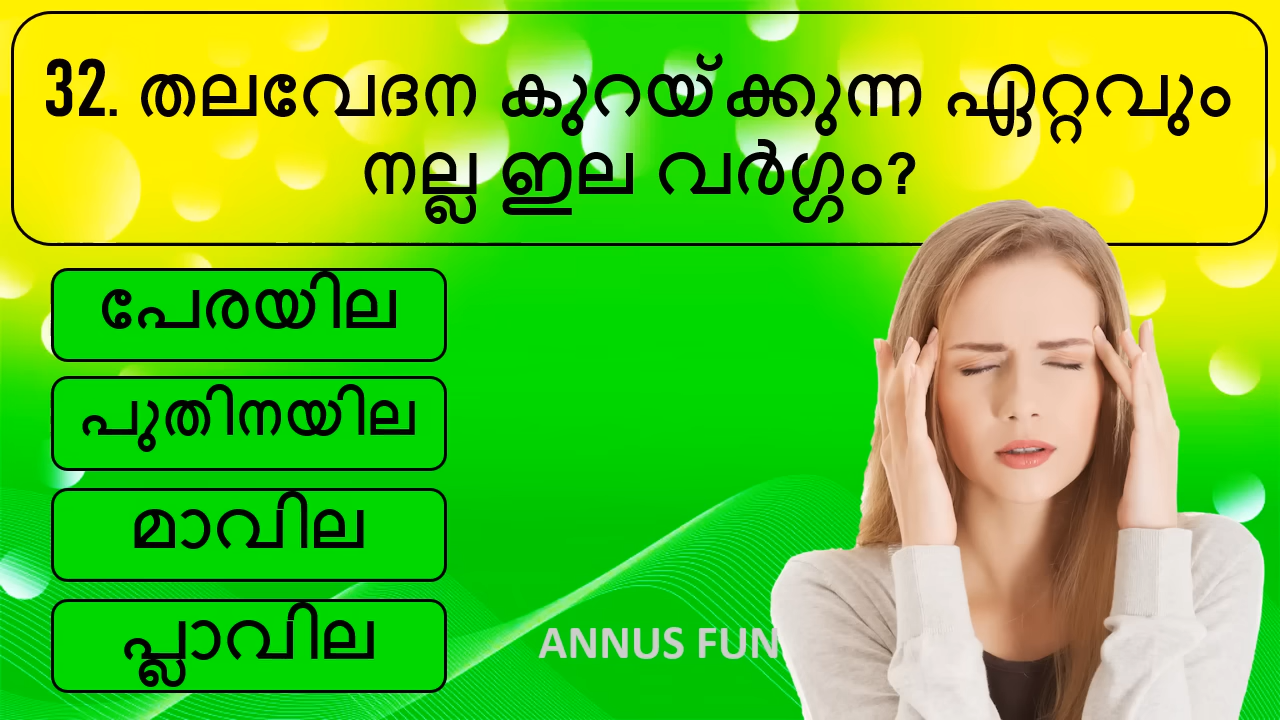 32. തലവേദന കുറയ്ക്കുന്ന ഏറ്റവും
നല്ല ഇല വർഗ്ഗം?
പേരയില
പുതിനയില
മാവില
പ്ലാവില
ANNUS FUN